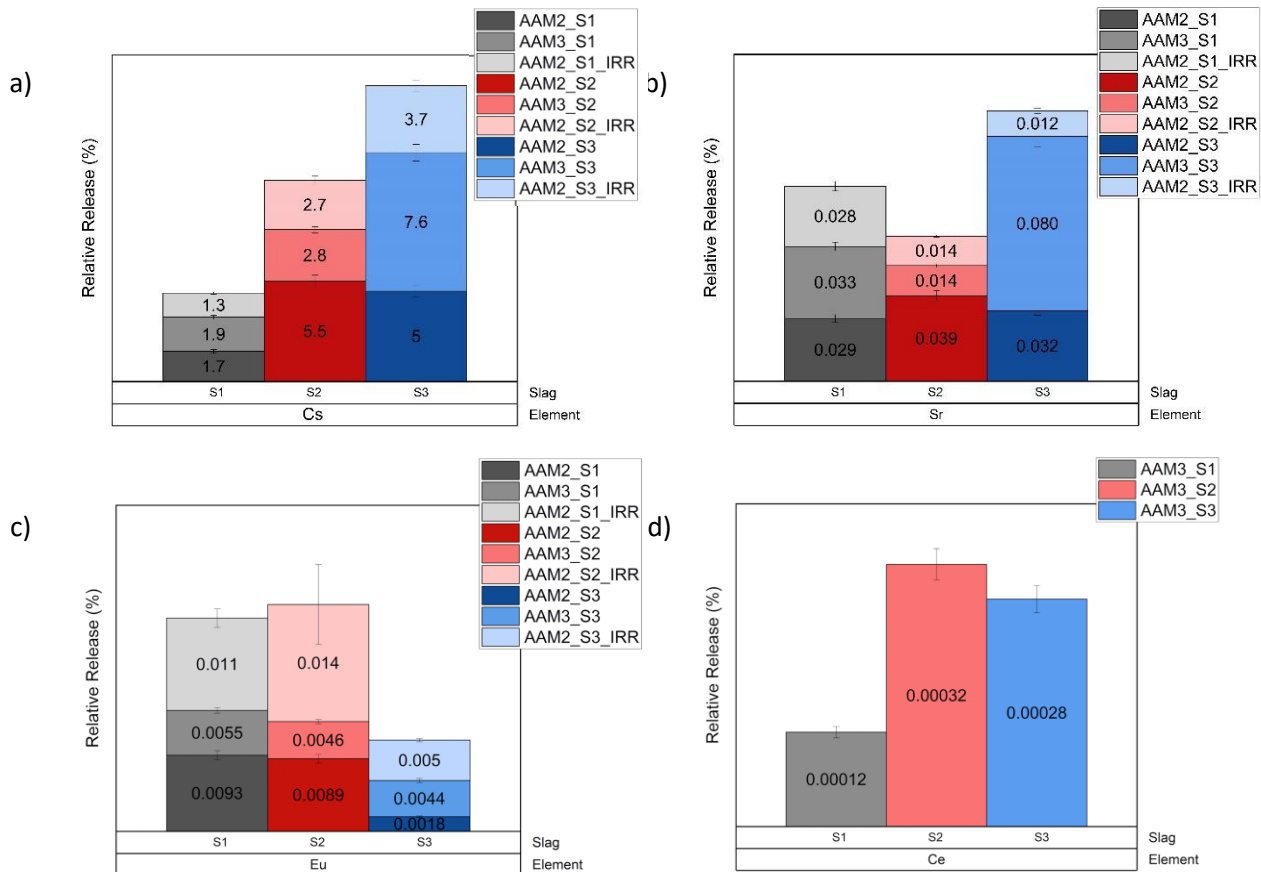 a)
AAM2_S1
AAM3_S1
AAM2_S1_IRR
AAM2_S2
AAM3_S2
AAM2_S2_IRR
AAM2_S3
AAM3_S3
AAM2_S3_IRR
Relative Release (%)
1.3
1.9
1.7
2.7
2.8
5.5
3.7
7.6
5
S1 S2 S3 Slag
Cs Element
b)
AAM2_S1
AAM3_S1
AAM2_S1_IRR
AAM2_S2
AAM3_S2
AAM2_S2_IRR
AAM2_S3
AAM3_S3
AAM2_S3_IRR
Relative Release (%)
0.028
0.033
0.029
0.014
0.014
0.039
0.012
0.080
0.032
S1 S2 S3 Slag
Sr Element
c)
AAM2_S1
AAM3_S1
AAM2_S1_IRR
AAM2_S2
AAM3_S2
AAM2_S2_IRR
AAM2_S3
AAM3_S3
AAM2_S3_IRR
Relative Release (%)
0.011
0.0055
0.0093
0.014
0.0046
0.0089
0.005
0.0044
0.0018
S1 S2 S3 Slag
Eu Element
d)
AAM3_S1
AAM3_S2
AAM3_S3
Relative Release (%)
0.00012
0.00032
0.00028
S1 S2 S3 Slag
Ce Element